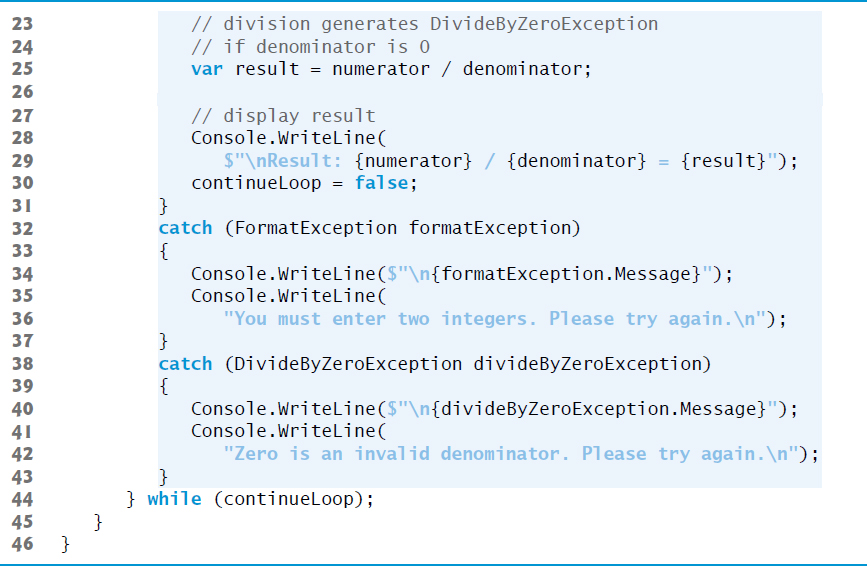 23 // division generates DivideByZeroException
24 // if denominator is 0
25 var result = numerator / denominator;
26
27 // display result
28 Console.WriteLine(
29 $"\nResult: {numerator} / {denominator} = {result}");
30 continueLoop = false;
31 }
32 catch (FormatException formatException)
33 {
34 Console.WriteLine($"\n{formatException.Message}");
35 Console.WriteLine(
36 "You must enter two integers. Please try again.\n");
37 }
38 catch (DivideByZeroException divideByZeroException)
39 {
40 Console.WriteLine($"\n{divideByZeroException.Message}");
41 Console.WriteLine(
42 "Zero is an invalid denominator. Please try again.\n");
43 }
44 } while (continueLoop);
45 }
46 }